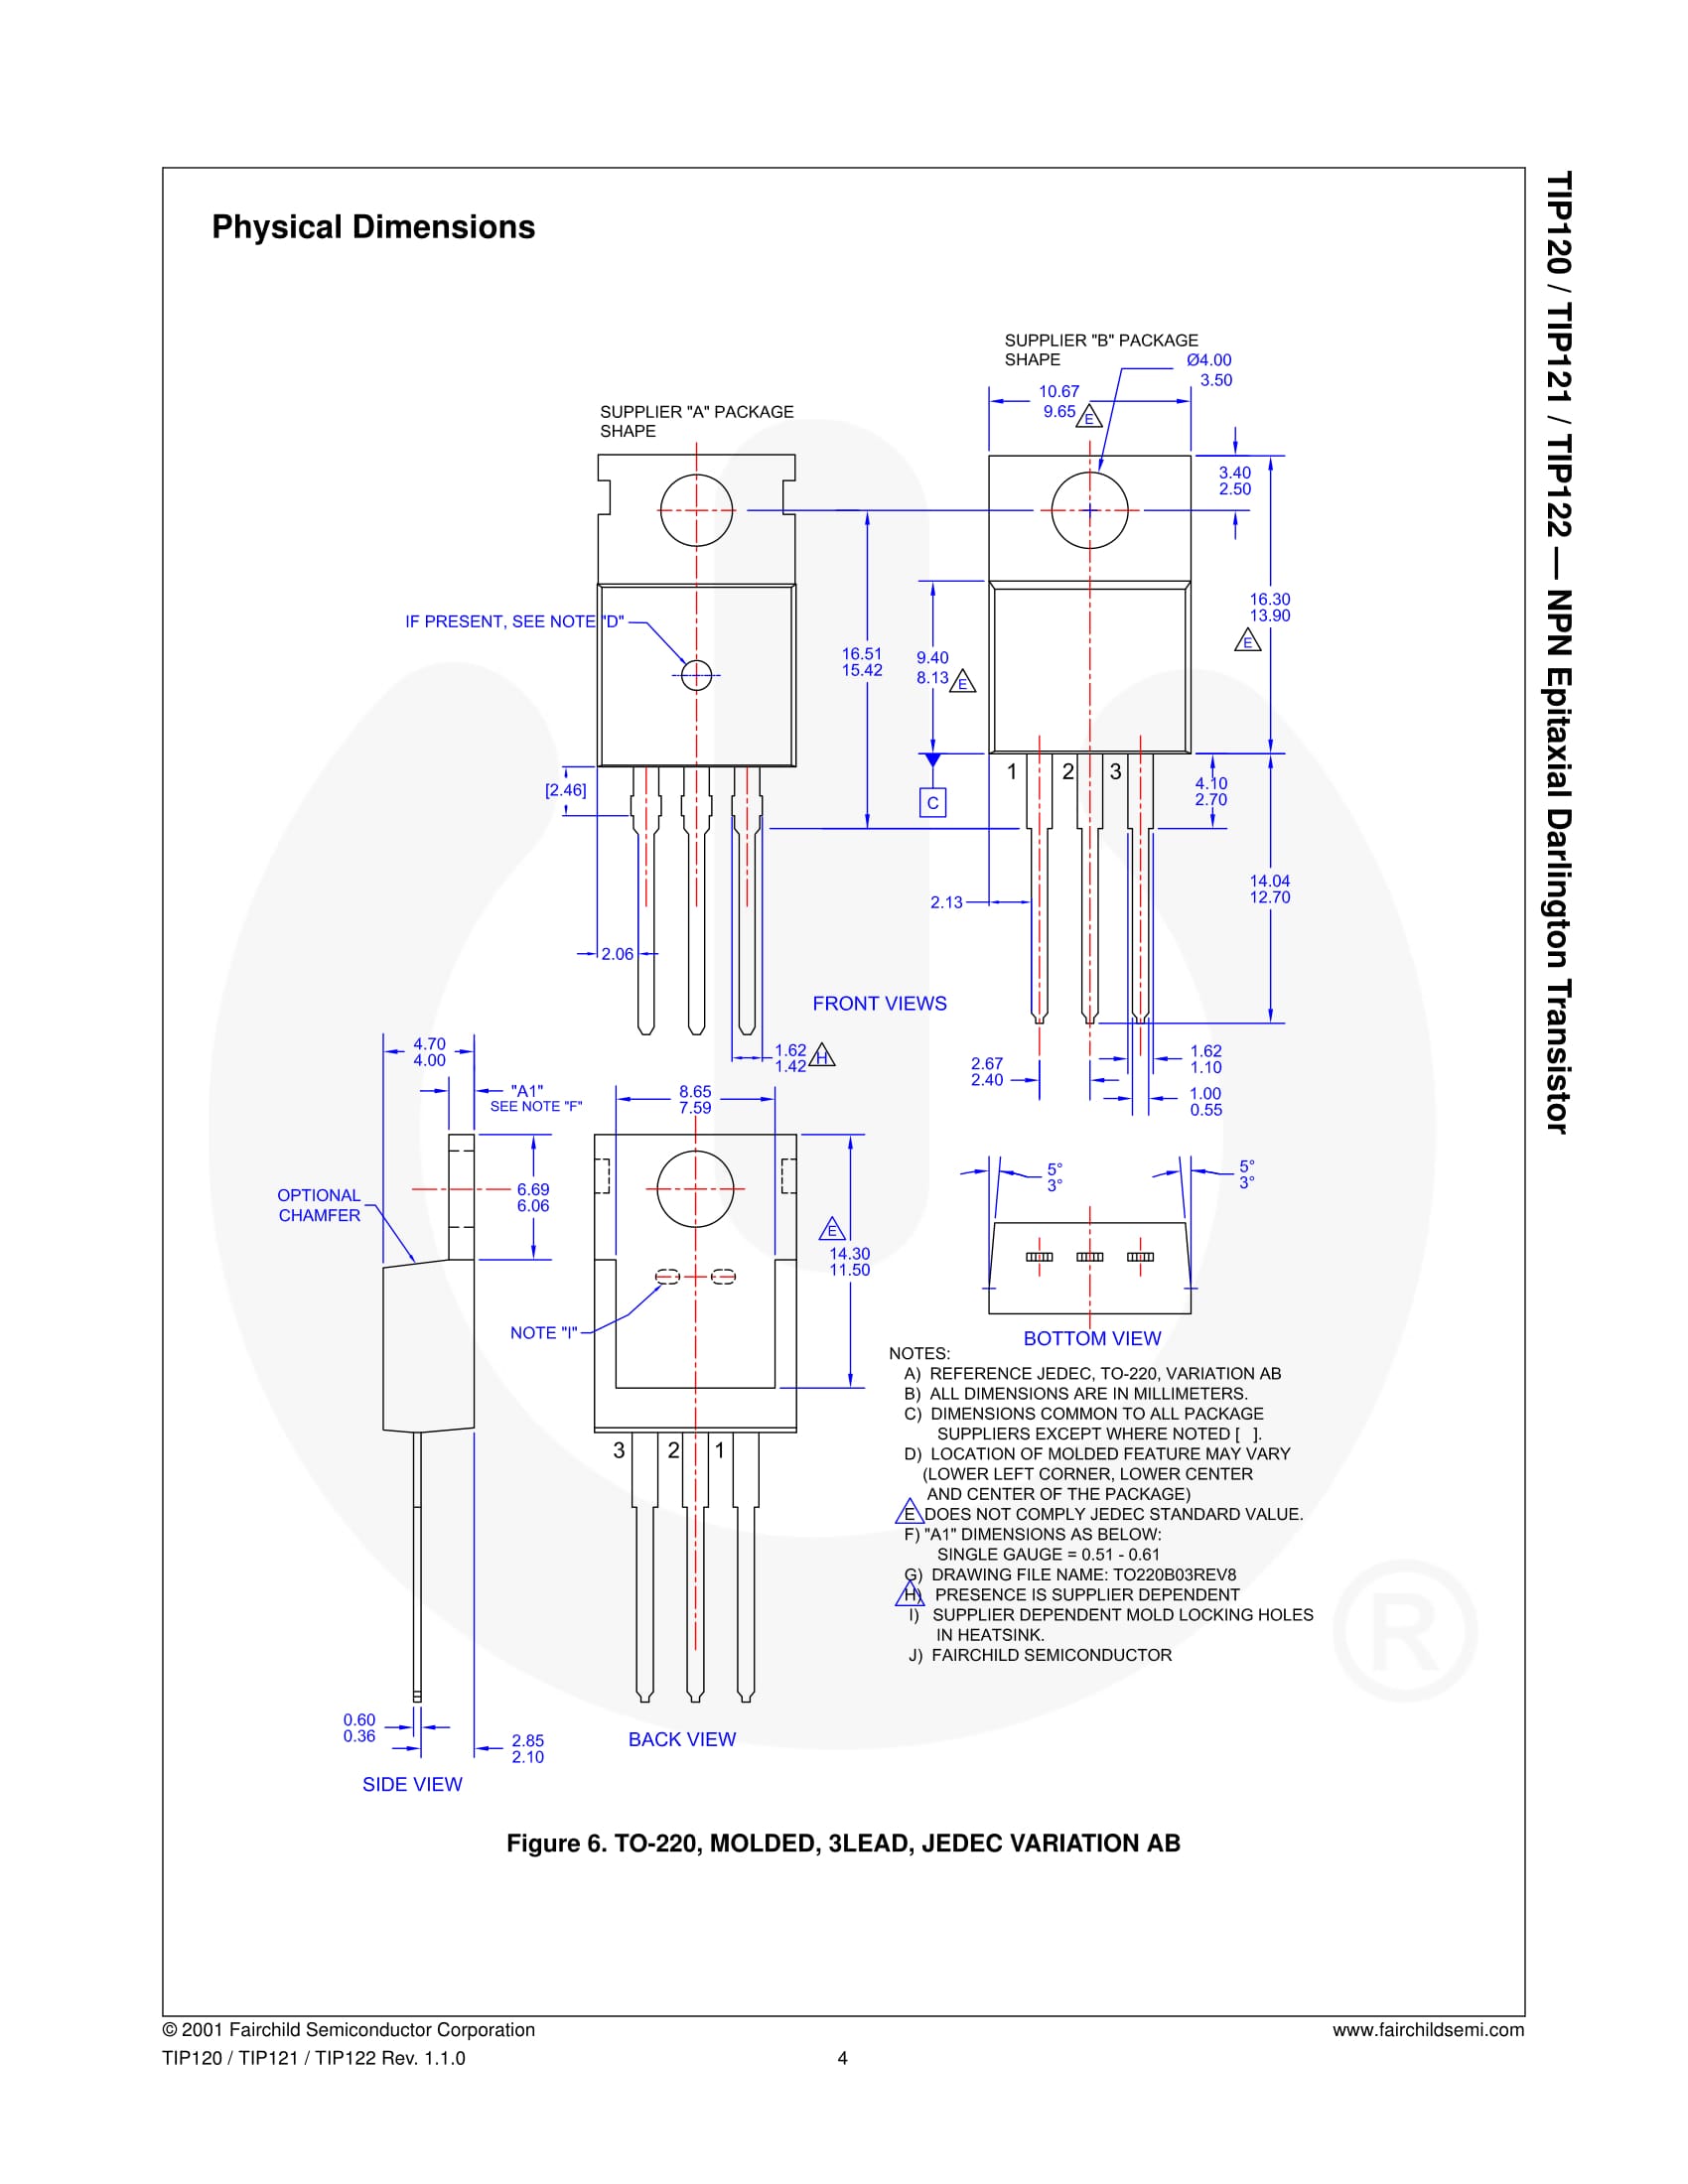 TIP120 / TIP121 / TIP122 — NPN Epitaxial Darlington Transistor
Physical Dimensions
SUPPLIER "B" PACKAGE
SHAPE
Ø4.00
3.50
10.67
9.65 E
SUPPLIER "A" PACKAGE
SHAPE
3.40
2.50
16.30
13.90
E
IF PRESENT, SEE NOTE "D"
16.51
15.42
9.40
8.13 E
1 2 3
[2.46]
C
4.10
2.70
14.04
12.70
2.13
2.06
FRONT VIEWS
1.62
1.42 H
2.67
2.40
1.62
1.10
1.00
0.55
4.70
4.00
"A1"
SEE NOTE "F"
8.65
7.59
OPTIONAL
CHAMFER
6.69
6.06
E
14.30
11.50
5°
3°
5°
3°
NOTE "I"
BOTTOM VIEW
3 2 1
NOTES:
A) REFERENCE JEDEC, TO-220, VARIATION AB
B) ALL DIMENSIONS ARE IN MILLIMETERS.
C) DIMENSIONS COMMON TO ALL PACKAGE
SUPPLIERS EXCEPT WHERE NOTED [ ].
D) LOCATION OF MOLDED FEATURE MAY VARY
(LOWER LEFT CORNER, LOWER CENTER
AND CENTER OF THE PACKAGE)
E DOES NOT COMPLY JEDEC STANDARD VALUE.
F) "A1" DIMENSIONS AS BELOW:
SINGLE GAUGE = 0.51 - 0.61
G) DRAWING FILE NAME: TO220B03REV8
H) PRESENCE IS SUPPLIER DEPENDENT
I) SUPPLIER DEPENDENT MOLD LOCKING HOLES
IN HEATSINK.
J) FAIRCHILD SEMICONDUCTOR
®
0.60
0.36
2.85
2.10
SIDE VIEW
BACK VIEW
Figure 6. TO-220, MOLDED, 3LEAD, JEDEC VARIATION AB
© 2001 Fairchild Semiconductor Corporation
www.fairchildsemi.com
TIP120 / TIP121 / TIP122 Rev. 1.1.0
4